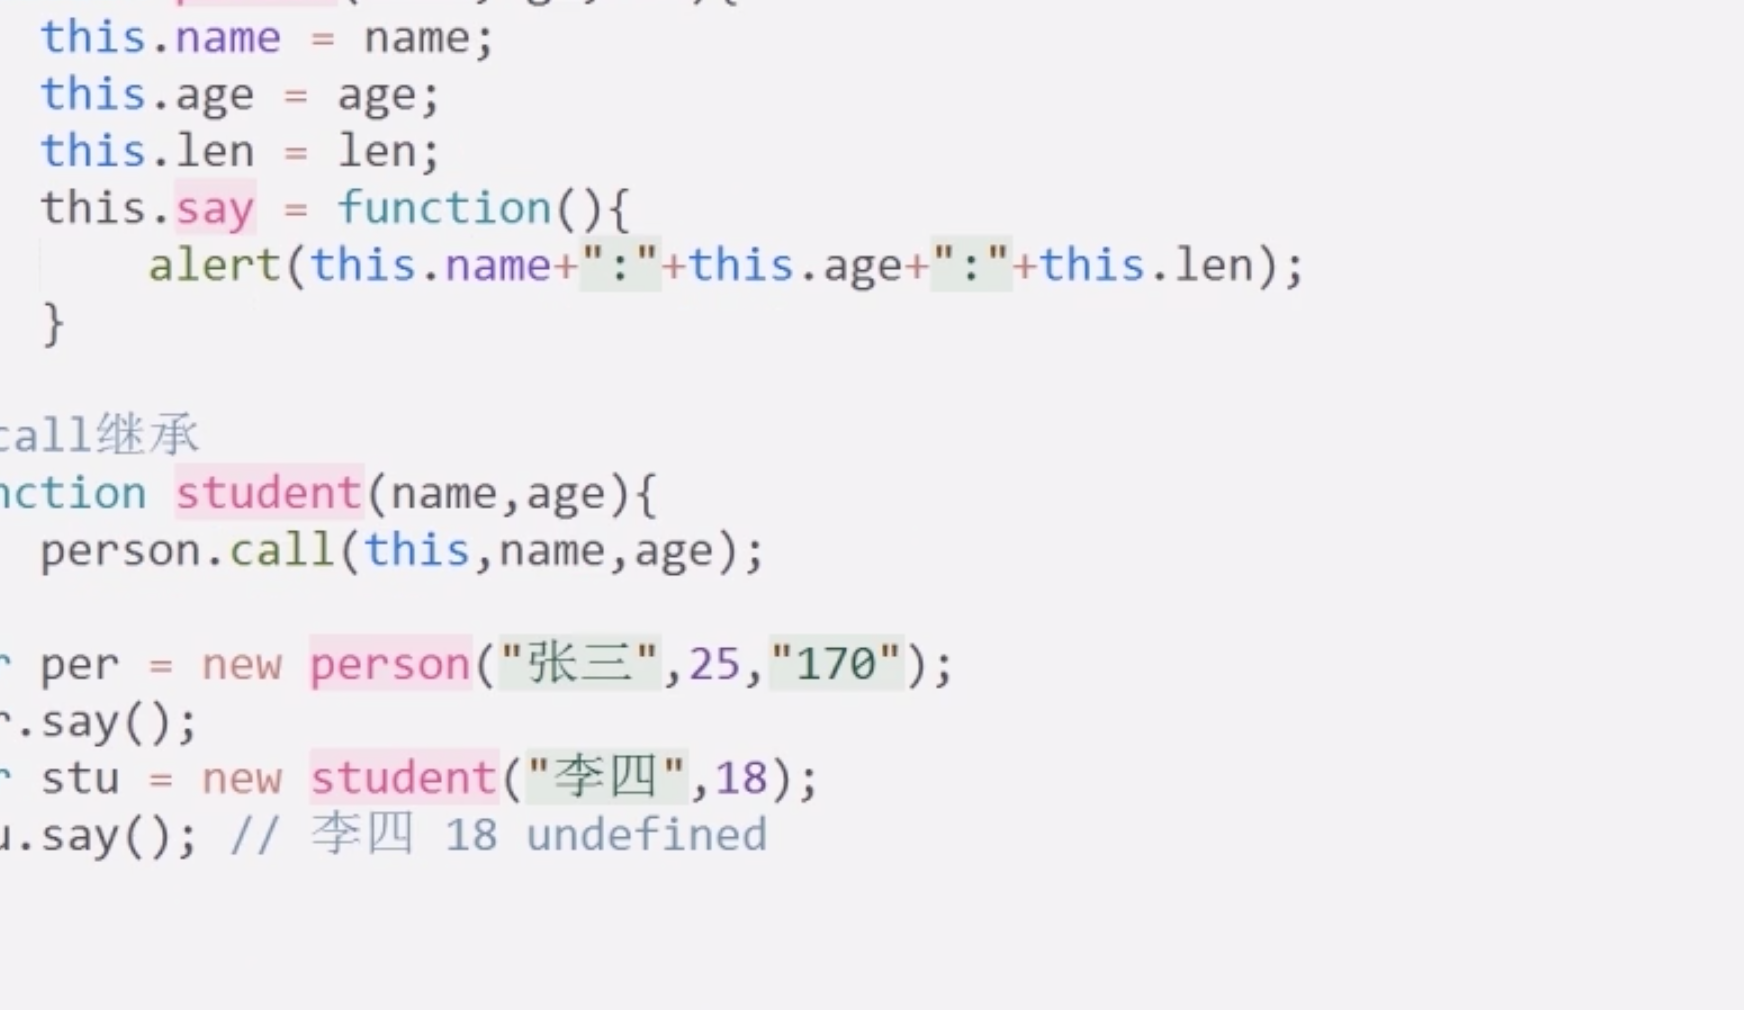 this.name = name;
this.age = age;
this.len = len;
this.say = function(){
alert(this.name+":"+this.age+":"+this.len);
}
call继承
nction student(name,age){
person.call(this,name,age);
r per = new person("张三",25,"170");
r.say();
r stu = new student("李四",18);
u.say(); // 李四 18 undefined